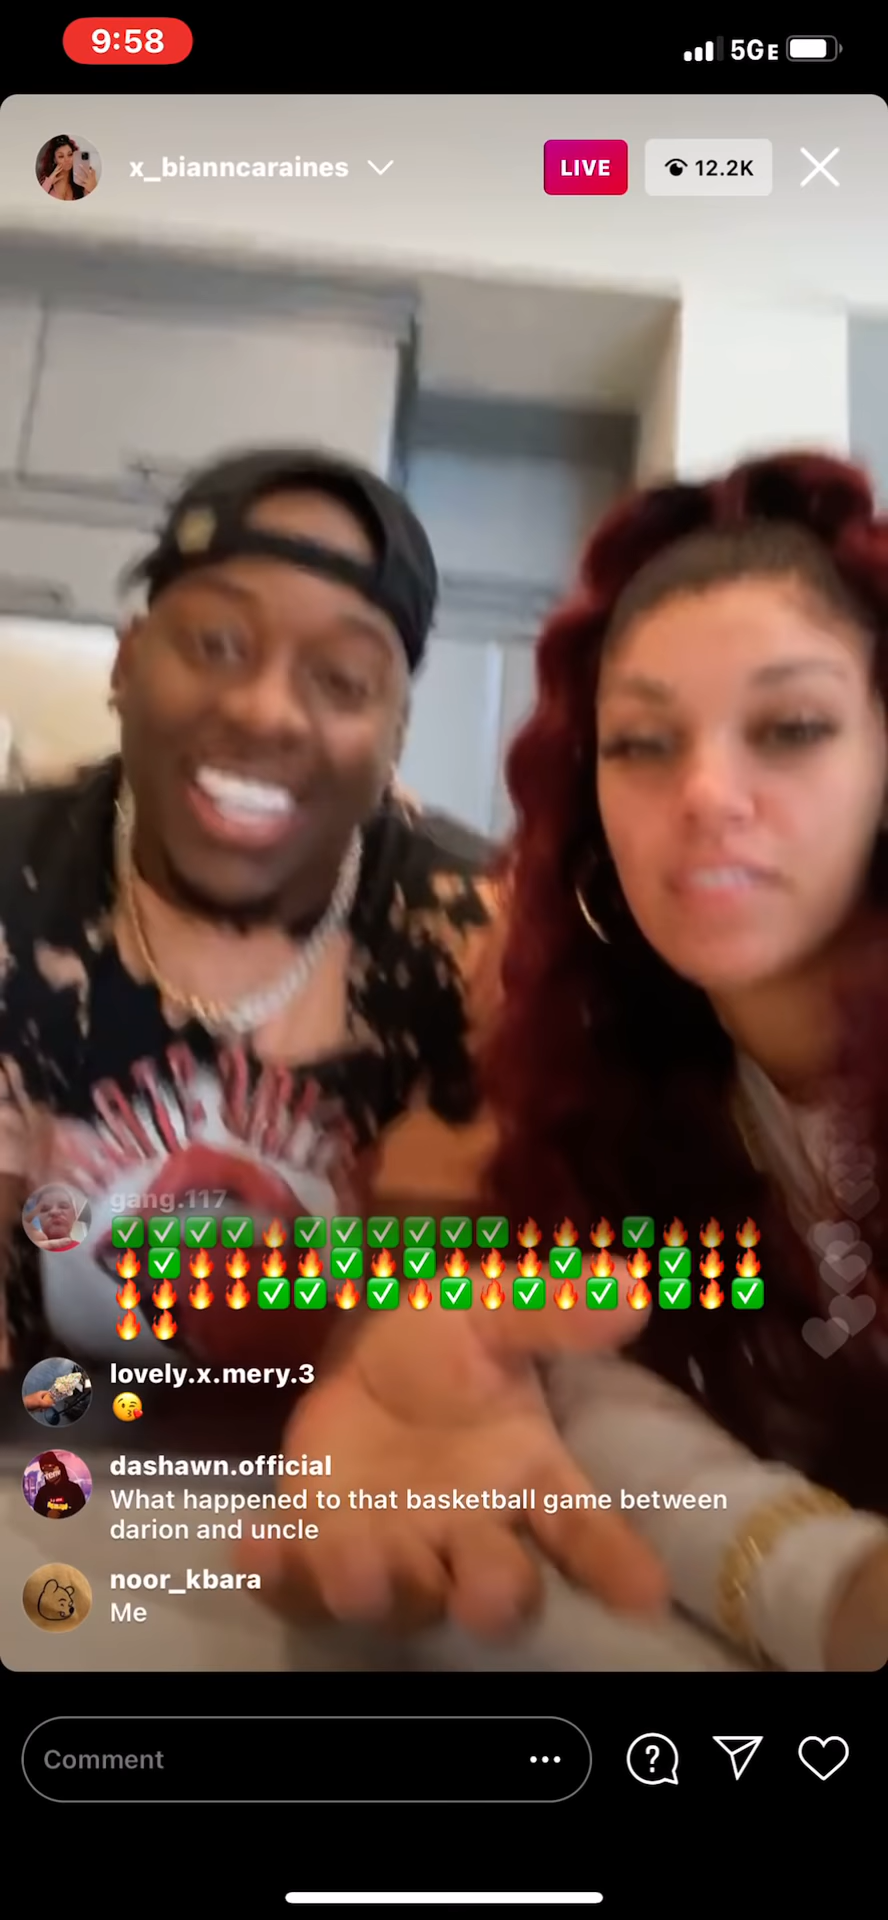 9:58
5GE
x_bianncaraines
LIVE
12.2K
gang.117
✅✅✅✅🔥✅✅✅✅✅✅🔥🔥🔥✅🔥🔥🔥
🔥✅🔥🔥🔥🔥✅🔥✅🔥🔥🔥✅🔥🔥✅🔥🔥
🔥🔥🔥🔥✅✅🔥✅🔥✅🔥✅🔥✅🔥✅🔥✅
🔥🔥
lovely.x.mery.3
😘
dashawn.official
What happened to that basketball game between
darion and uncle
noor_kbara
Me
Comment